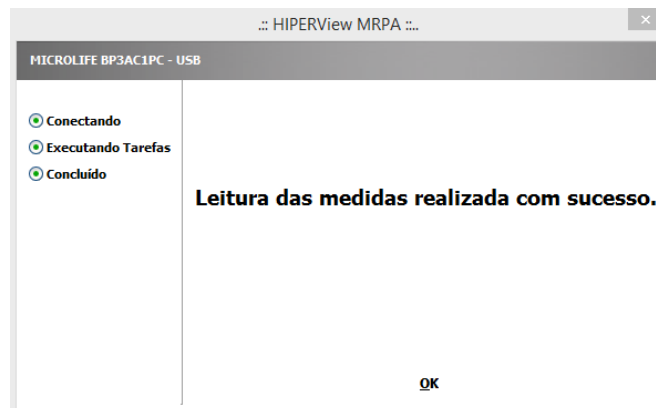 .:: HIPERView MRPA ::..
MICROLIFE BP3AC1PC - USB
Conectando
Executando Tarefas
Concluído
Leitura das medidas realizada com sucesso.
OK